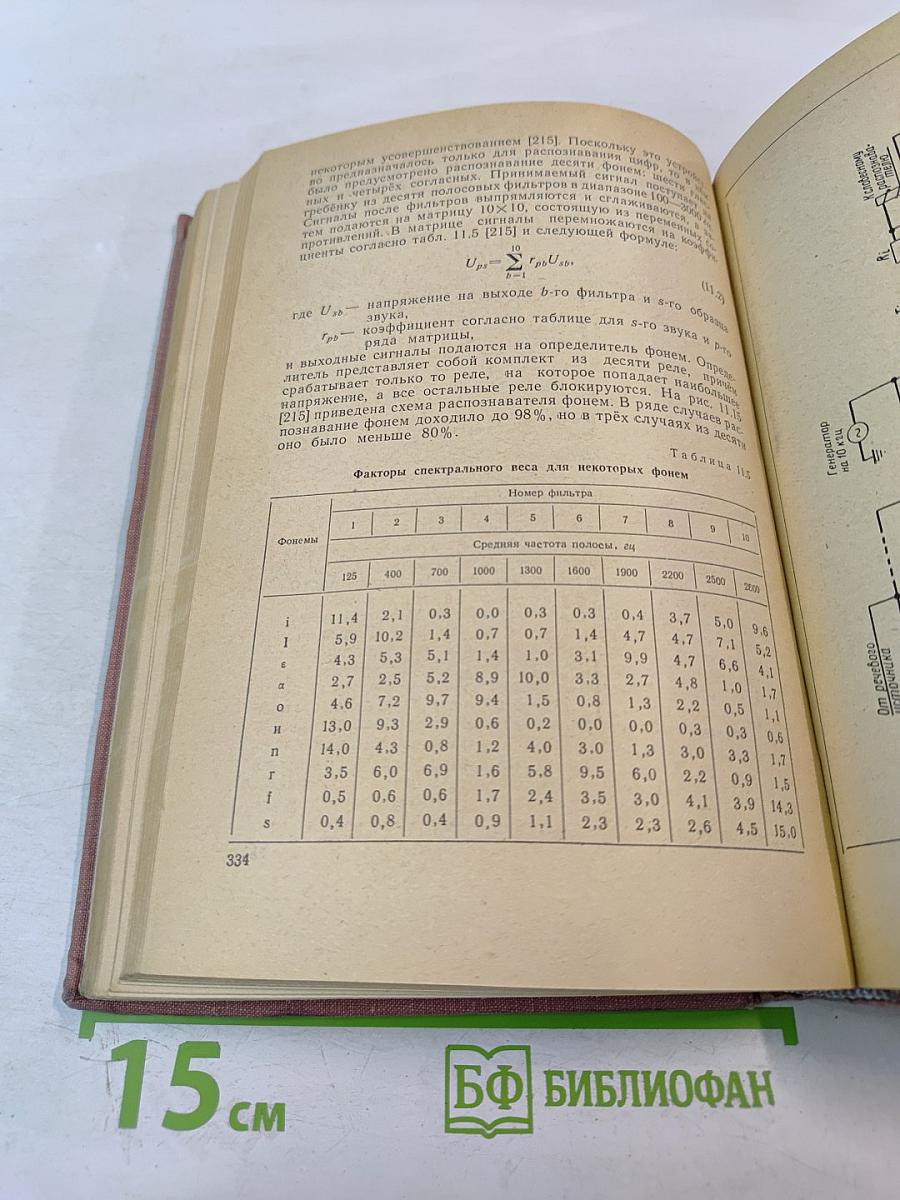 некоторым усовершенствованием [215]. Поскольку это
во предназначалось только для распознавания цифр, то в
было предусмотрено распознавание десяти фонем: шести
ных и четырёх согласных. Принимаемый сигнал поступает
гребёнку из десяти полосовых фильтров в диапазоне 100—3000
Сигналы после фильтров выпрямляются и сглаживаются, а
тем подаются на матрицу 10×10, состоящую из переменных со-
противлений. В матрице сигналы перемножаются на коэффи-
циенты согласно табл. 11.5 [215] и следующей формуле:
U_ps = ∑_{b=1}^{10} r_pb U_sb,
(11.2)
где U_sb — напряжение на выходе b-го фильтра и s-го образца
звука,
r_pb — коэффициент согласно таблице для s-го звука и p-го
ряда матрицы,
и выходные сигналы подаются на определитель фонем. Опреде-
литель представляет собой комплект из десяти реле, причём
срабатывает только то реле, на которое попадает наибольшее
напряжение, а все остальные реле блокируются. На рис. 11.15
[215] приведена схема распознавателя фонем. В ряде случаев рас-
познавание фонем доходило до 98%, но в трёх случаях из десяти
оно было меньше 80%.
Таблица 11.5
Факторы спектрального веса для некоторых фонем
Фонемы
Номер фильтра
1 2 3 4 5 6 7 8 9 10
Средняя частота полосы, гц
125 400 700 1000 1300 1600 1900 2200 2500 2800
i 11,4 2,1 0,3 0,0 0,3 0,3 0,4 3,7 5,0 9,6
I 5,9 10,2 1,4 0,7 0,7 1,4 4,7 4,7 7,1 5,2
ε 4,3 5,3 5,1 1,4 1,0 3,1 9,9 4,7 6,6 4,1
α 2,7 2,5 5,2 8,9 10,0 3,3 2,7 4,8 1,0 1,7
o 4,6 7,2 9,7 9,4 1,5 0,8 1,3 2,2 0,5 1,1
и 13,0 9,3 2,9 0,6 0,2 0,0 0,0 0,3 0,3 0,6
п 14,0 4,3 0,8 1,2 4,0 3,0 1,3 3,0 3,3 1,7
г 3,5 6,0 6,9 1,6 5,8 9,5 6,0 2,2 0,9 1,5
f 0,5 0,6 0,6 1,7 2,4 3,5 3,0 4,1 3,9 14,3
s 0,4 0,8 0,4 0,9 1,1 2,3 2,3 2,6 4,5 15,0
334
К словесному
распознава-
телю
Ri
Генератор
на 10 кгц
От речевого
источника
15 см
БФ БИБЛИОФАН